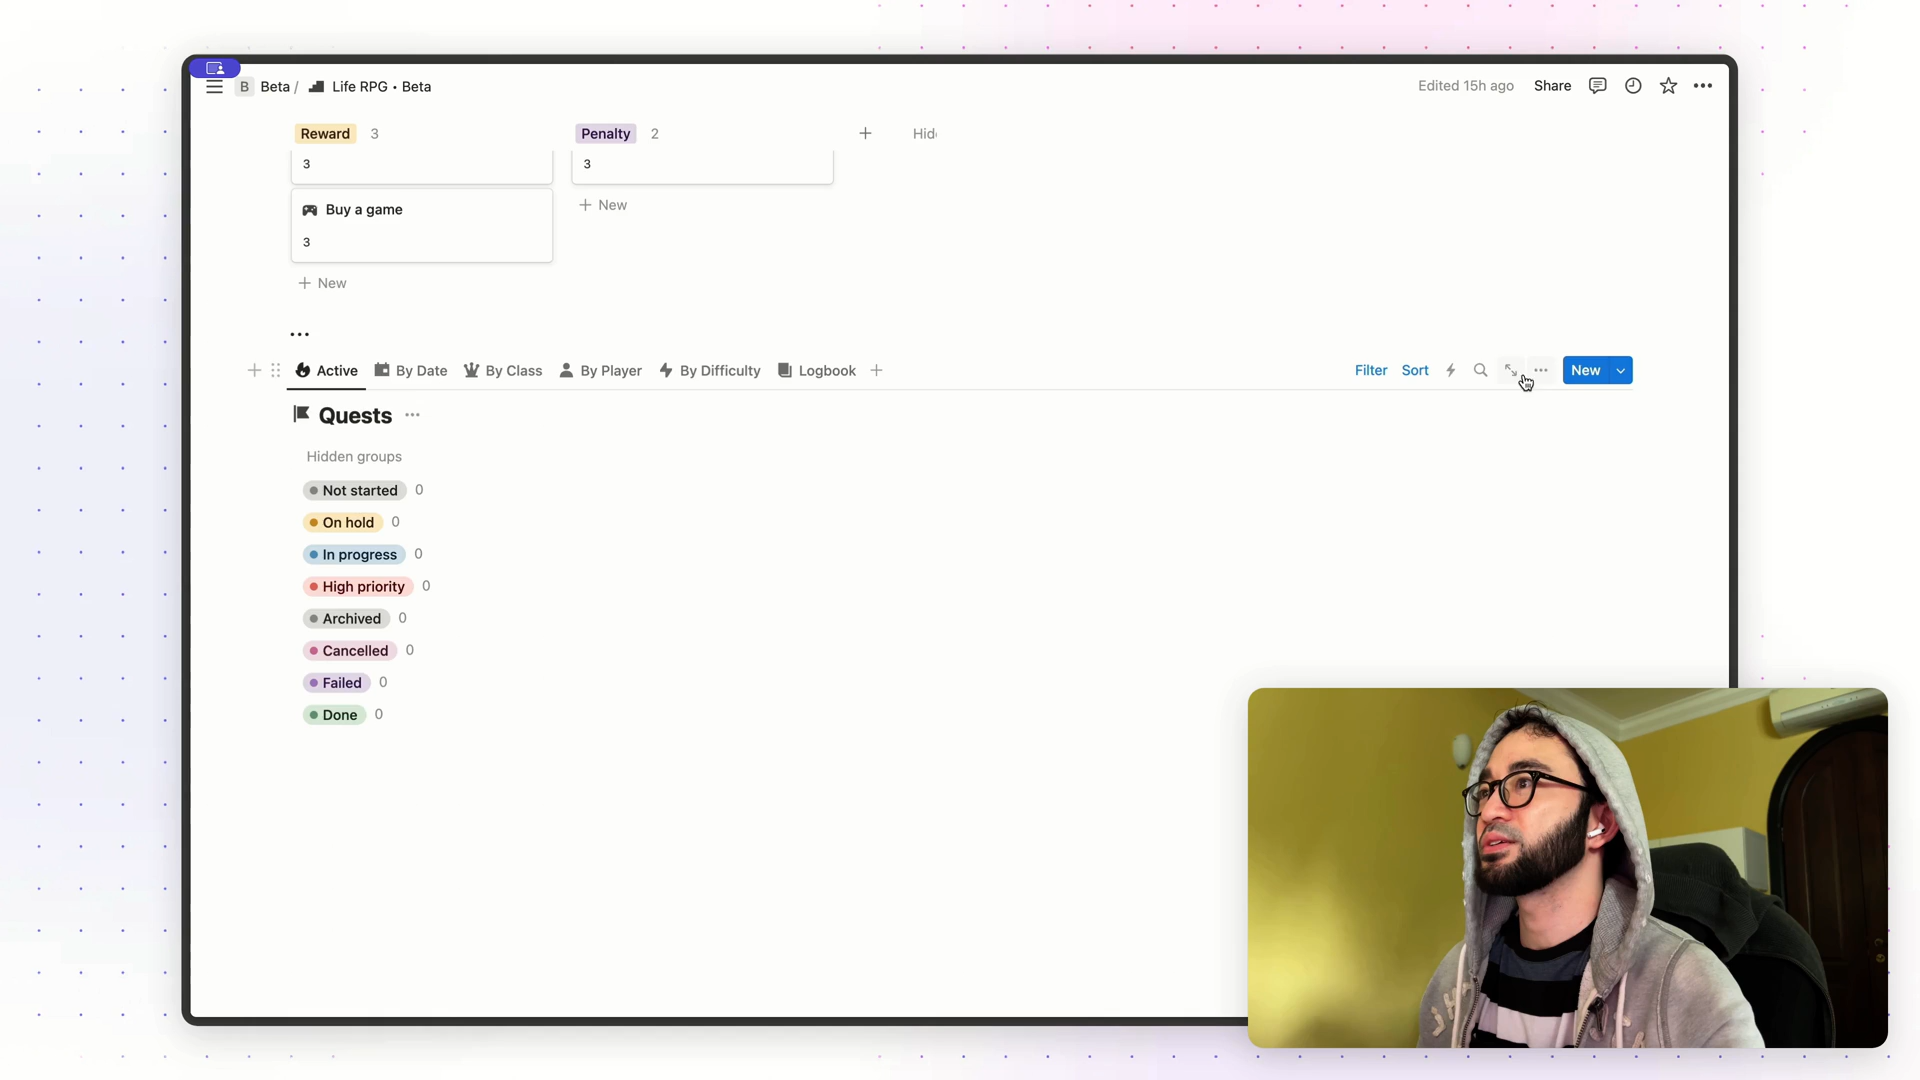 B Beta / Life RPG • Beta
Edited 15h ago Share
Reward 3
Penalty 2
Hid
3
3
Buy a game
3
New
New
Active By Date By Class By Player By Difficulty Logbook
Filter Sort New
Quests
Hidden groups
Not started 0
On hold 0
In progress 0
High priority 0
Archived 0
Cancelled 0
Failed 0
Done 0